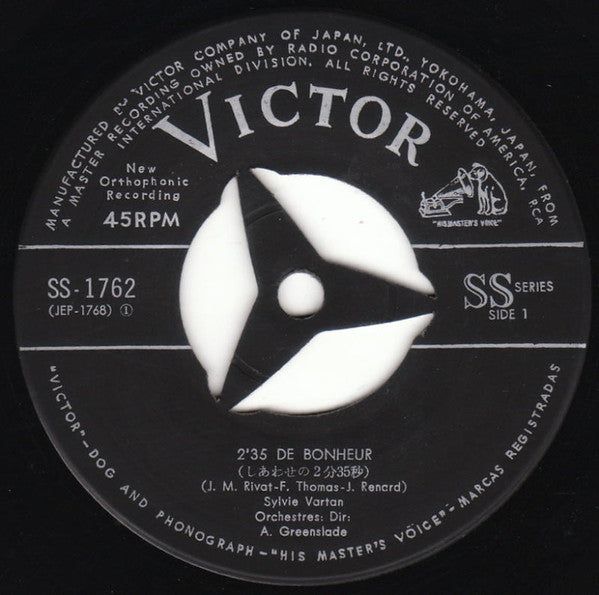 MANUFACTURED BY VICTOR COMPANY OF JAPAN, LTD., YOKOHAMA, JAPAN, FROM
A MASTER RECORDING OWNED BY RADIO CORPORATION OF AMERICA, RCA
INTERNATIONAL DIVISION. ALL RIGHTS RESERVED
VICTOR
New
Orthophonic
Recording
45RPM
"HIS MASTER'S VOICE"
SS-1762
(JEP-1768) ①
SS SERIES
SIDE 1
2'35 DE BONHEUR
(しあわせの2分35秒)
(J. M. Rivat-F. Thomas-J. Renard)
Sylvie Vartan
Orchestres: Dir:
A. Greenslade
"VICTOR"–DOG AND PHONOGRAPH–"HIS MASTER'S VÖICE"–MARCAS REGISTRADAS